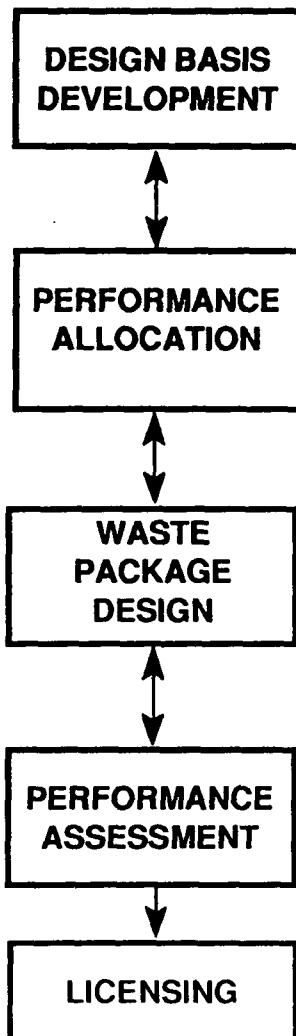 DESIGN BASIS
DEVELOPMENT
PERFORMANCE
ALLOCATION
WASTE
PACKAGE
DESIGN
PERFORMANCE
ASSESSMENT
LICENSING